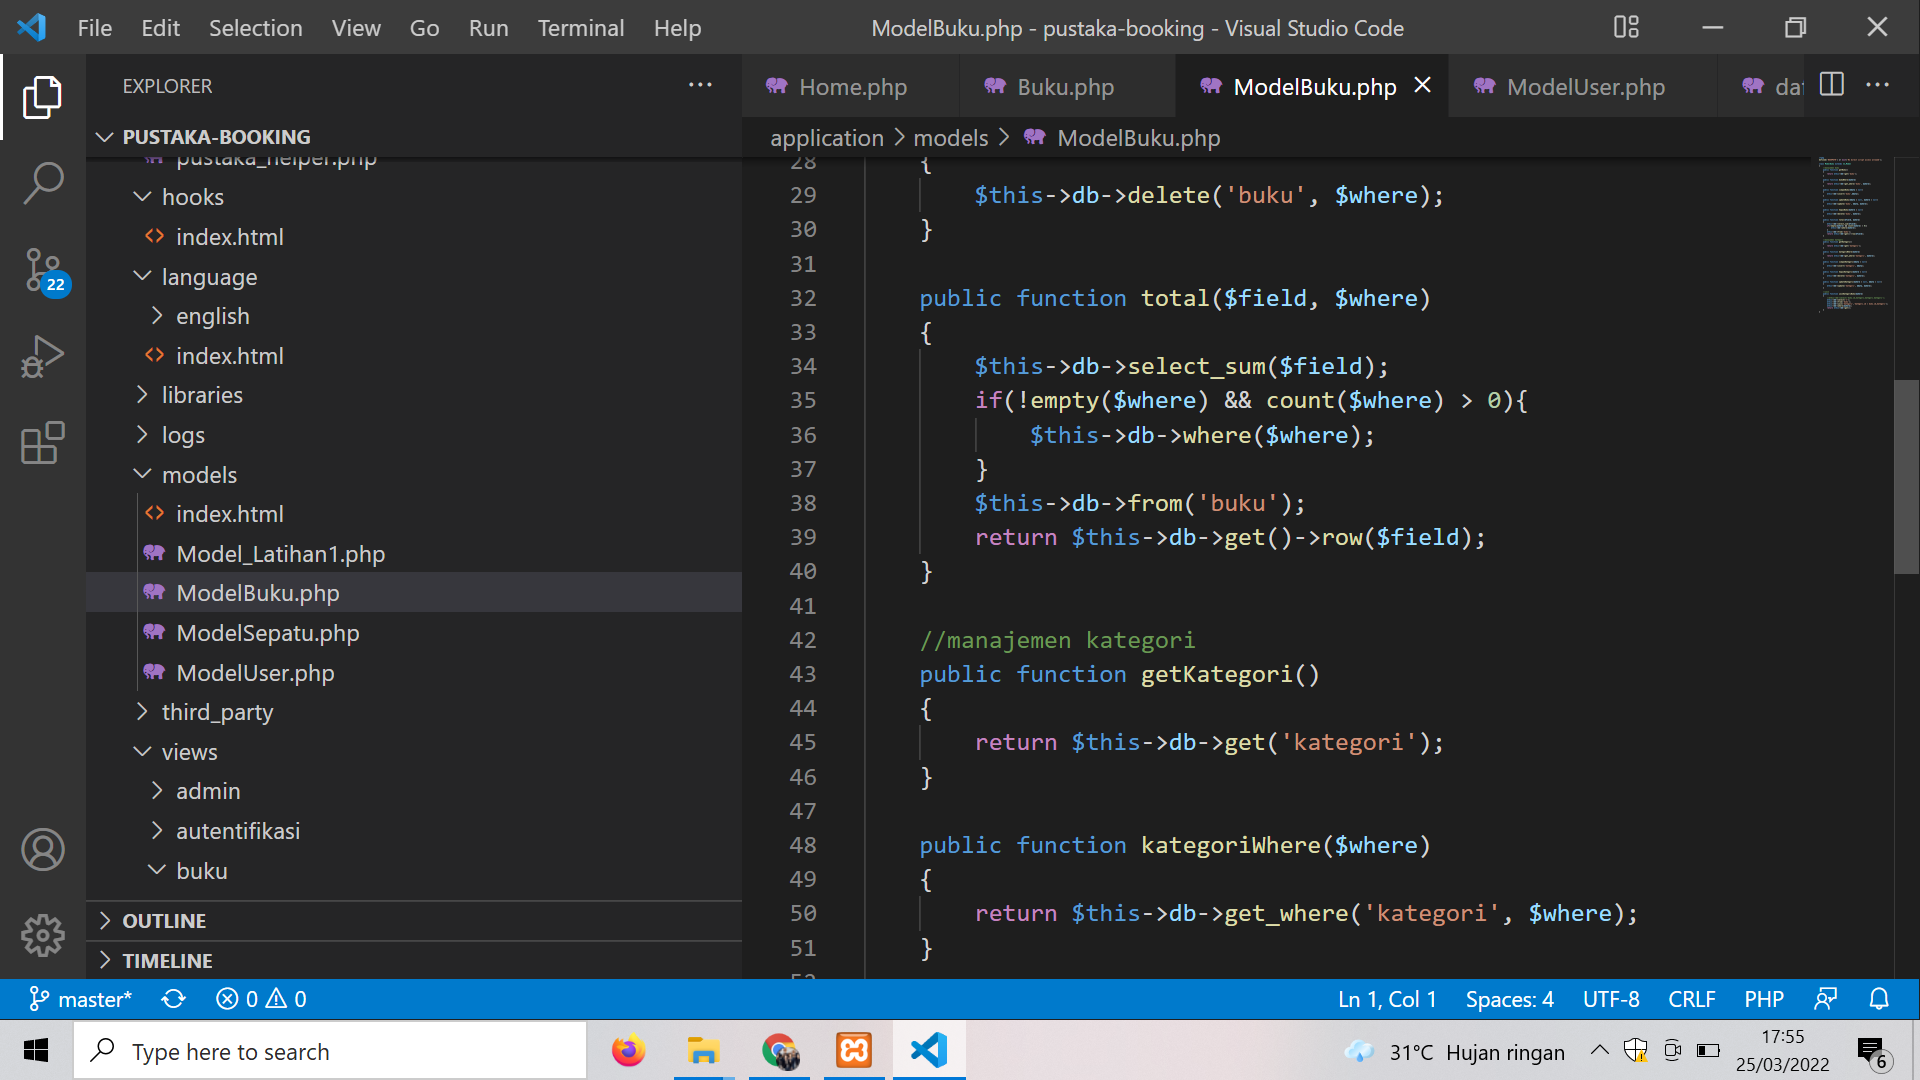 File Edit Selection View Go Run Terminal Help ModelBuku.php - pustaka-booking - Visual Studio Code
EXPLORER
PUSTAKA-BOOKING
pustaka_helper.php
hooks
index.html
language
english
index.html
libraries
logs
models
index.html
Model_Latihan1.php
ModelBuku.php
ModelSepatu.php
ModelUser.php
third_party
views
admin
autentifikasi
buku
OUTLINE
TIMELINE
22
Home.php Buku.php ModelBuku.php ModelUser.php
application > models > ModelBuku.php
28 {
29 $this->db->delete('buku', $where);
30 }
31
32 public function total($field, $where)
33 {
34 $this->db->select_sum($field);
35 if(!empty($where) && count($where) > 0){
36 $this->db->where($where);
37 }
38 $this->db->from('buku');
39 return $this->db->get()->row($field);
40 }
41
42 //manajemen kategori
43 public function getKategori()
44 {
45 return $this->db->get('kategori');
46 }
47
48 public function kategoriWhere($where)
49 {
50 return $this->db->get_where('kategori', $where);
51 }
master* 0 0 Ln 1, Col 1 Spaces: 4 UTF-8 CRLF PHP
Type here to search 31°C Hujan ringan 17:55
25/03/2022 6